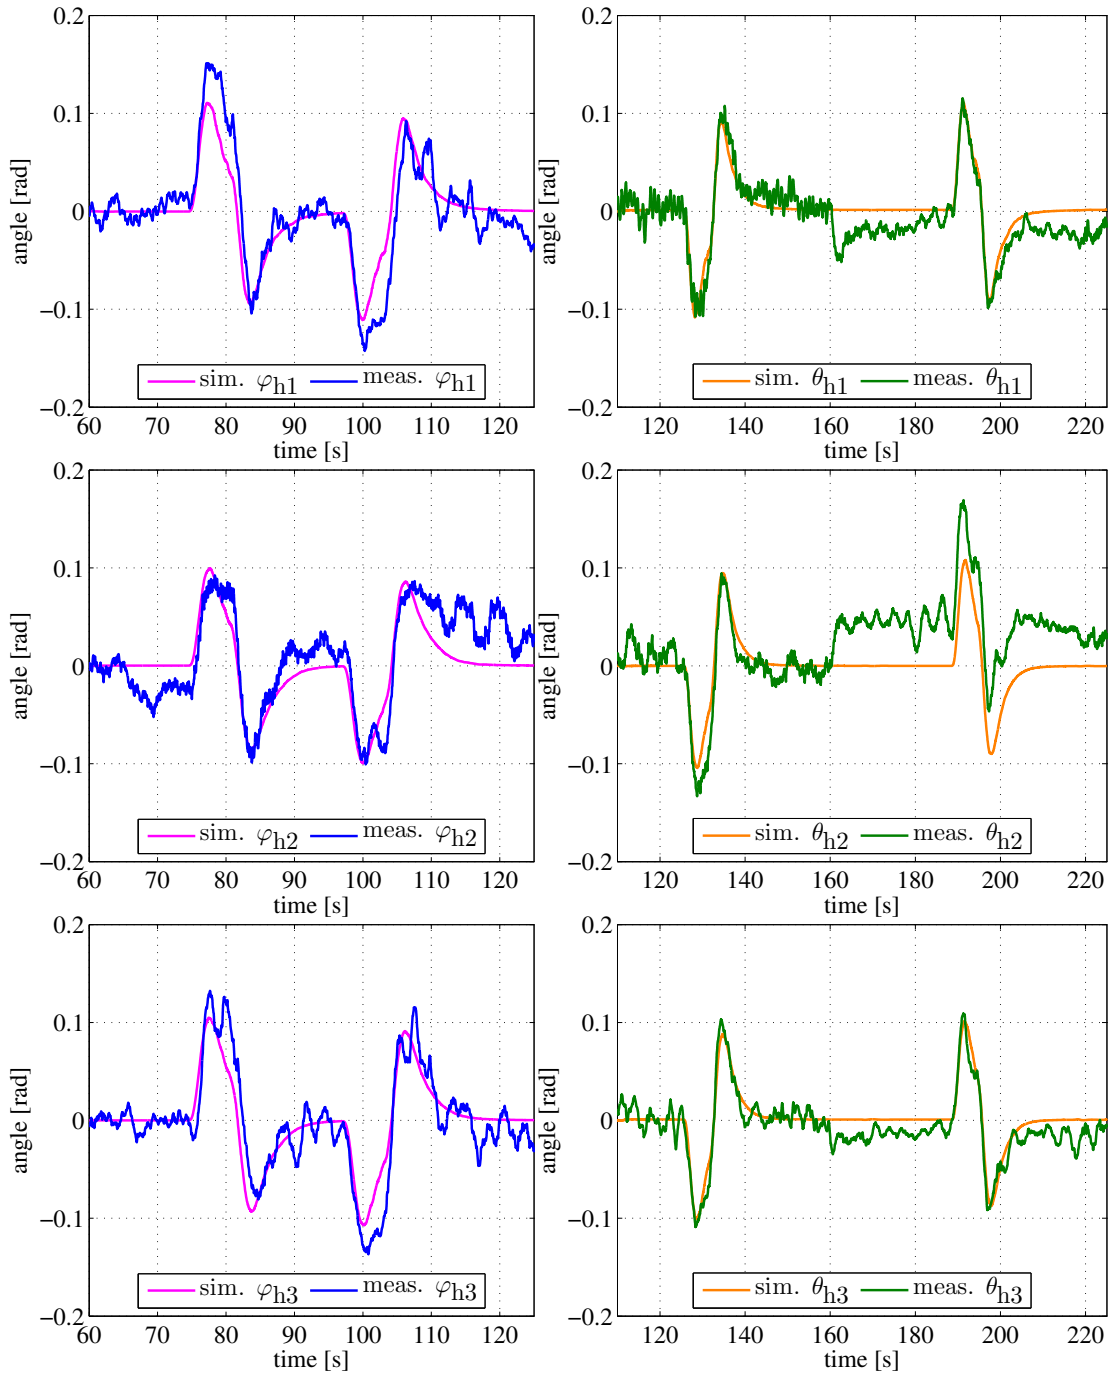 0.2
0.1
0
−0.1
−0.2
angle [rad]
sim. φh1 meas. φh1
60 70 80 90 100 110 120
time [s]
0.2
0.1
0
−0.1
−0.2
angle [rad]
sim. θh1 meas. θh1
120 140 160 180 200 220
time [s]
0.2
0.1
0
−0.1
−0.2
angle [rad]
sim. φh2 meas. φh2
60 70 80 90 100 110 120
time [s]
0.2
0.1
0
−0.1
−0.2
angle [rad]
sim. θh2 meas. θh2
120 140 160 180 200 220
time [s]
0.2
0.1
0
−0.1
−0.2
angle [rad]
sim. φh3 meas. φh3
60 70 80 90 100 110 120
time [s]
0.2
0.1
0
−0.1
−0.2
angle [rad]
sim. θh3 meas. θh3
120 140 160 180 200 220
time [s]